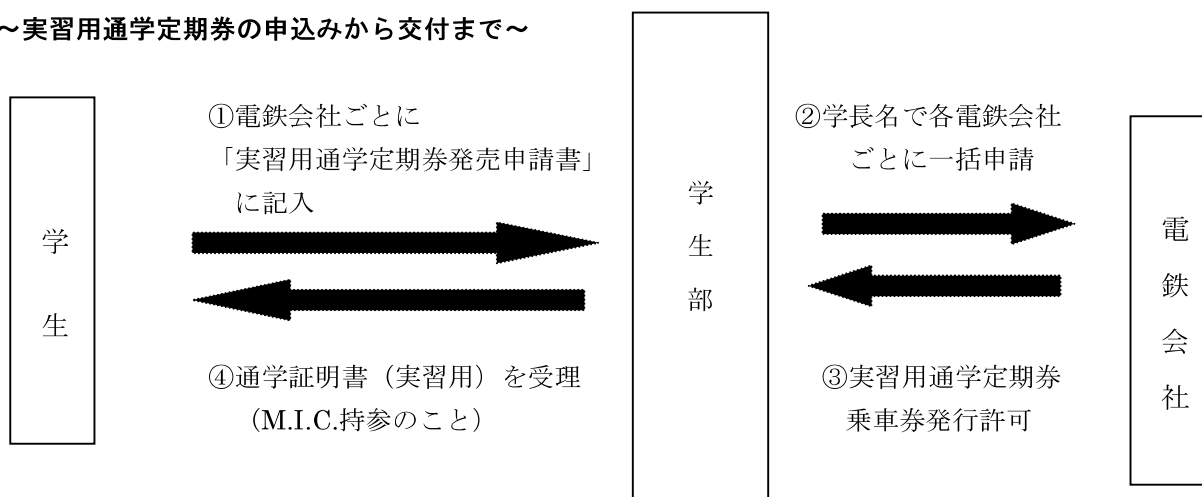 ～実習用通学定期券の申込みから交付まで～
学生
①電鉄会社ごとに
「実習用通学定期券発売申請書」
に記入
④通学証明書（実習用）を受理
（M.I.C.持参のこと）
学生部
②学長名で各電鉄会社
ごとに一括申請
③実習用通学定期券
乗車券発行許可
電鉄会社